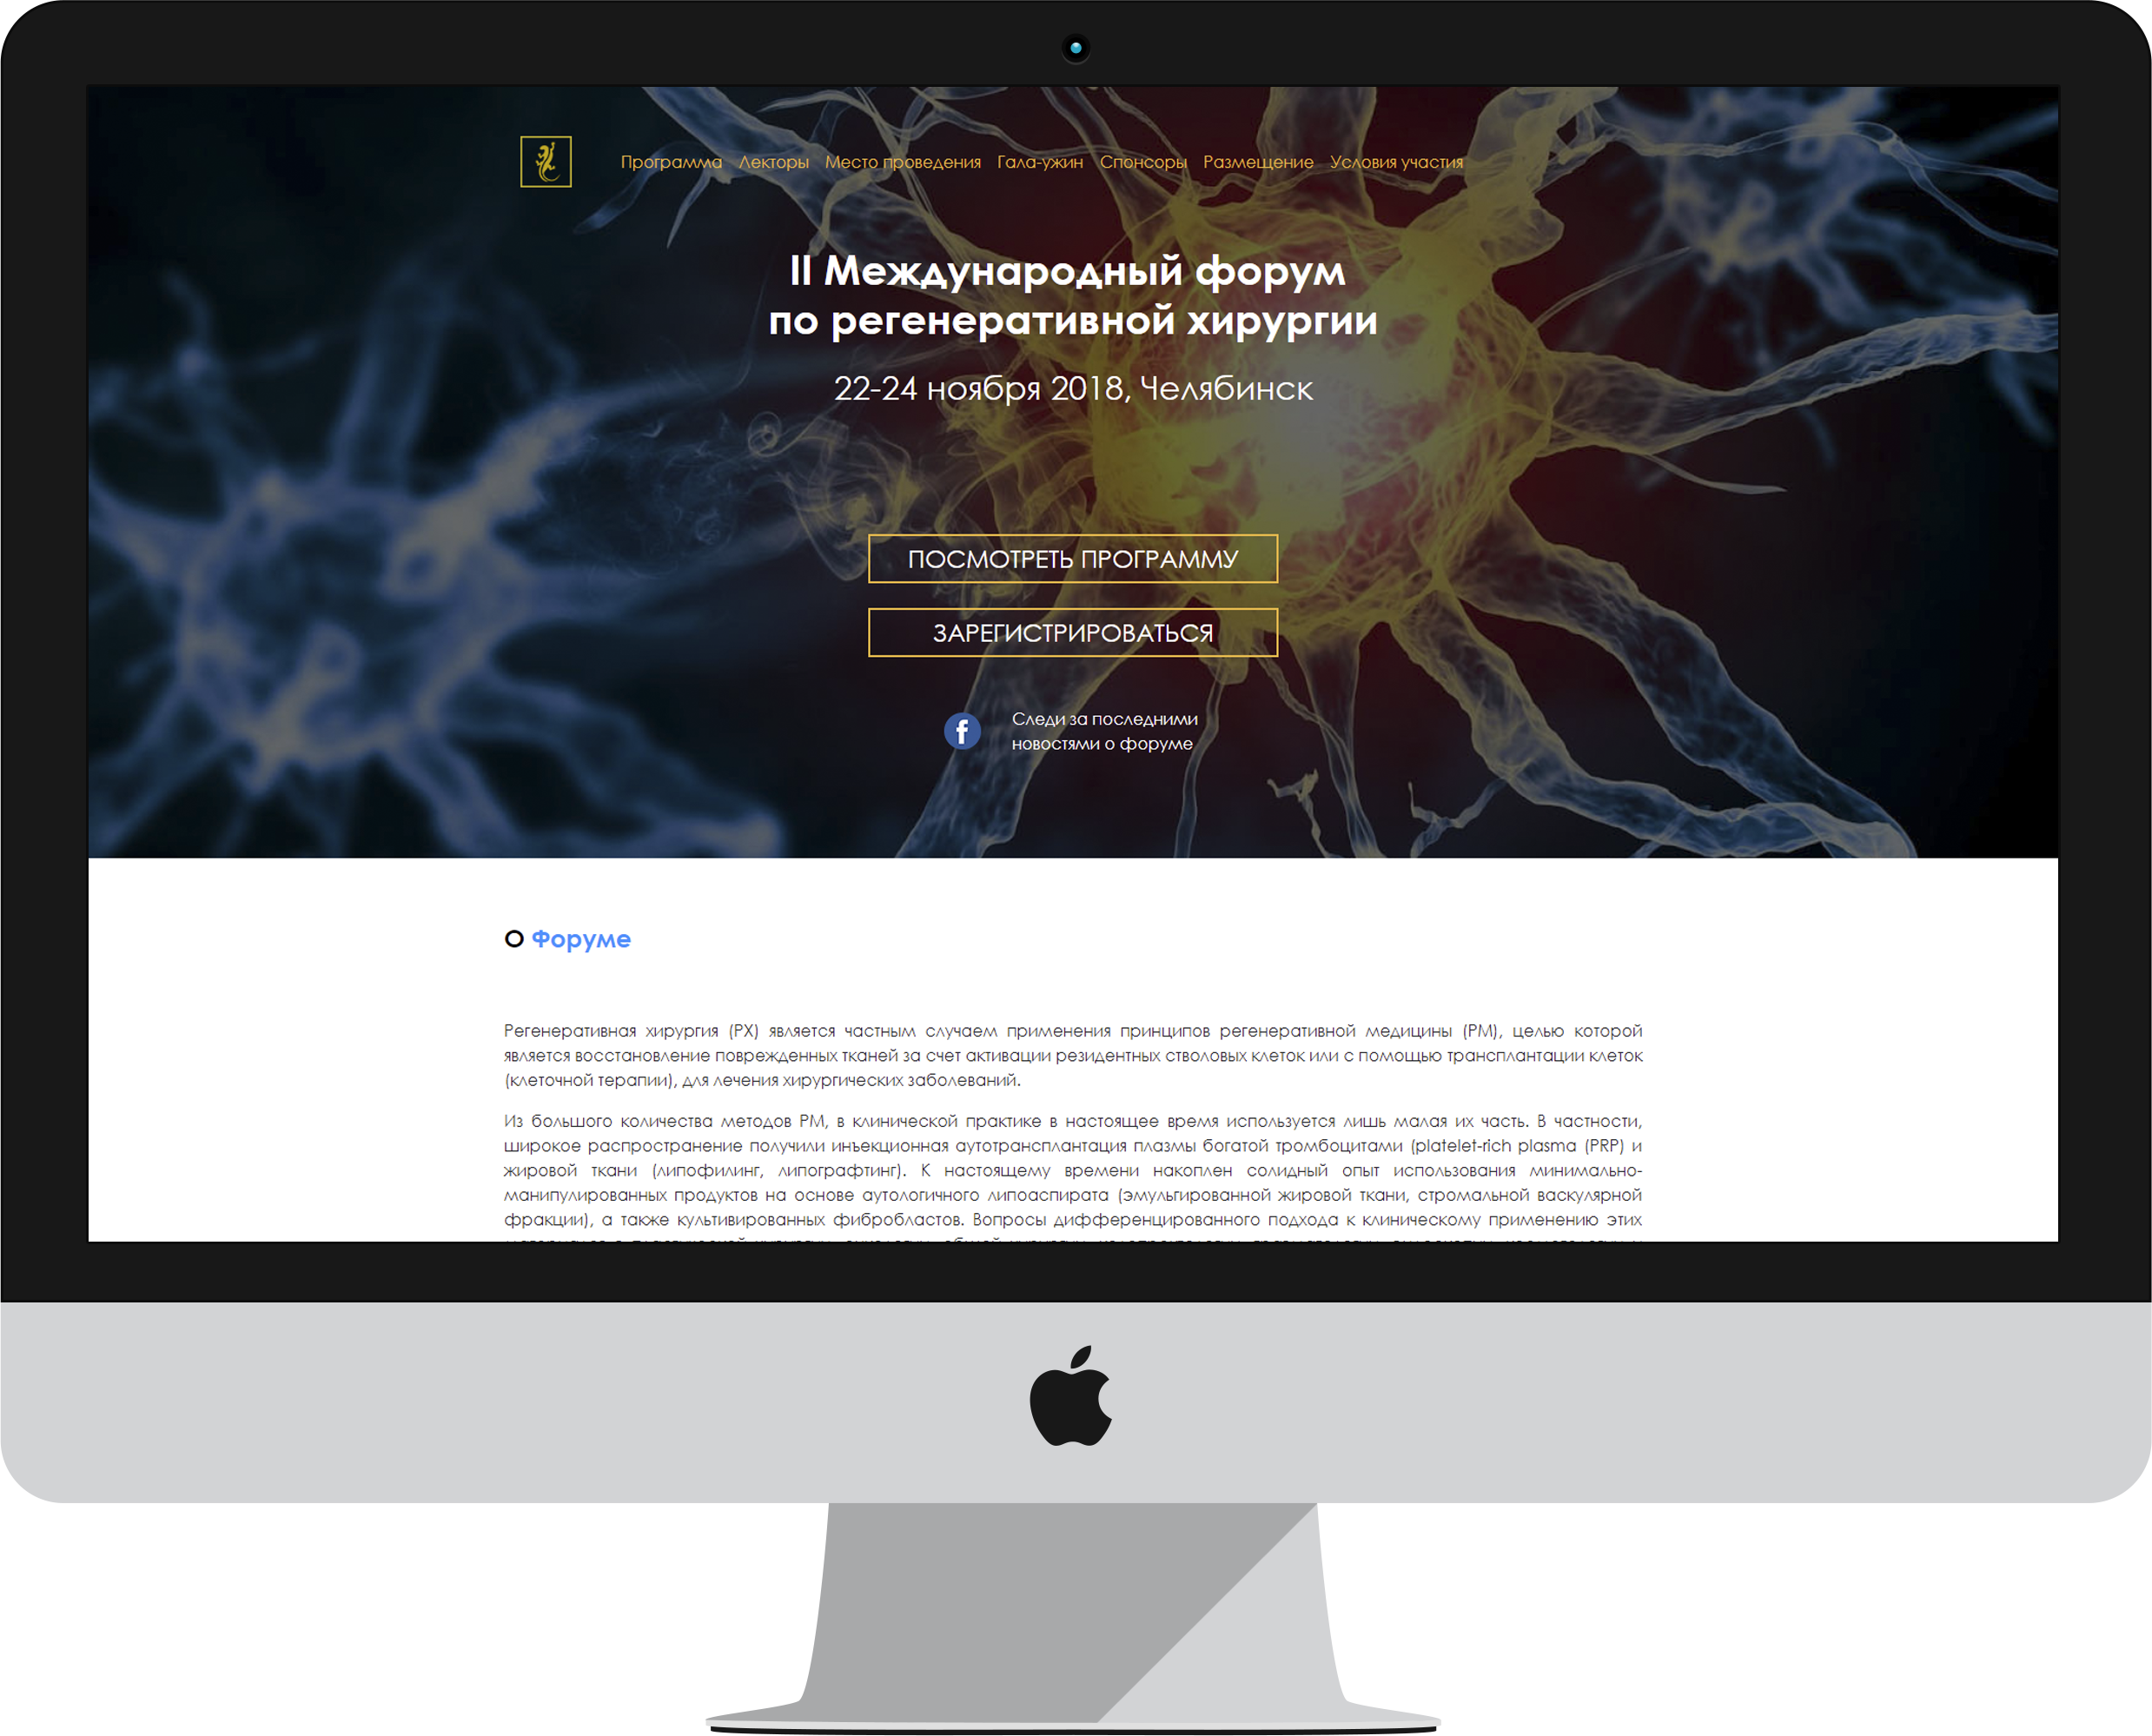 Программа Лекторы Место проведения Гала-ужин Спонсоры Размещение Условия участия
II Международный форум
по регенеративной хирургии
22-24 ноября 2018, Челябинск
ПОСМОТРЕТЬ ПРОГРАММУ
ЗАРЕГИСТРИРОВАТЬСЯ
f
Следи за последними
новостями о форуме
О Форуме
Регенеративная хирургия (РХ) является частным случаем применения принципов регенеративной медицины (РМ), целью которой
является восстановление поврежденных тканей за счет активации резидентных стволовых клеток или с помощью трансплантации клеток
(клеточной терапии), для лечения хирургических заболеваний.
Из большого количества методов РМ, в клинической практике в настоящее время используется лишь малая их часть. В частности,
широкое распространение получили инъекционная аутотрансплантация плазмы богатой тромбоцитами (platelet-rich plasma (PRP) и
жировой ткани (липофилинг, липографтинг). К настоящему времени накоплен солидный опыт использования минимально-
манипулированных продуктов на основе аутологичного липоаспирата (эмульгированной жировой ткани, стромальной васкулярной
фракции), а также культивированных фибробластов. Вопросы дифференцированного подхода к клиническому применению этих